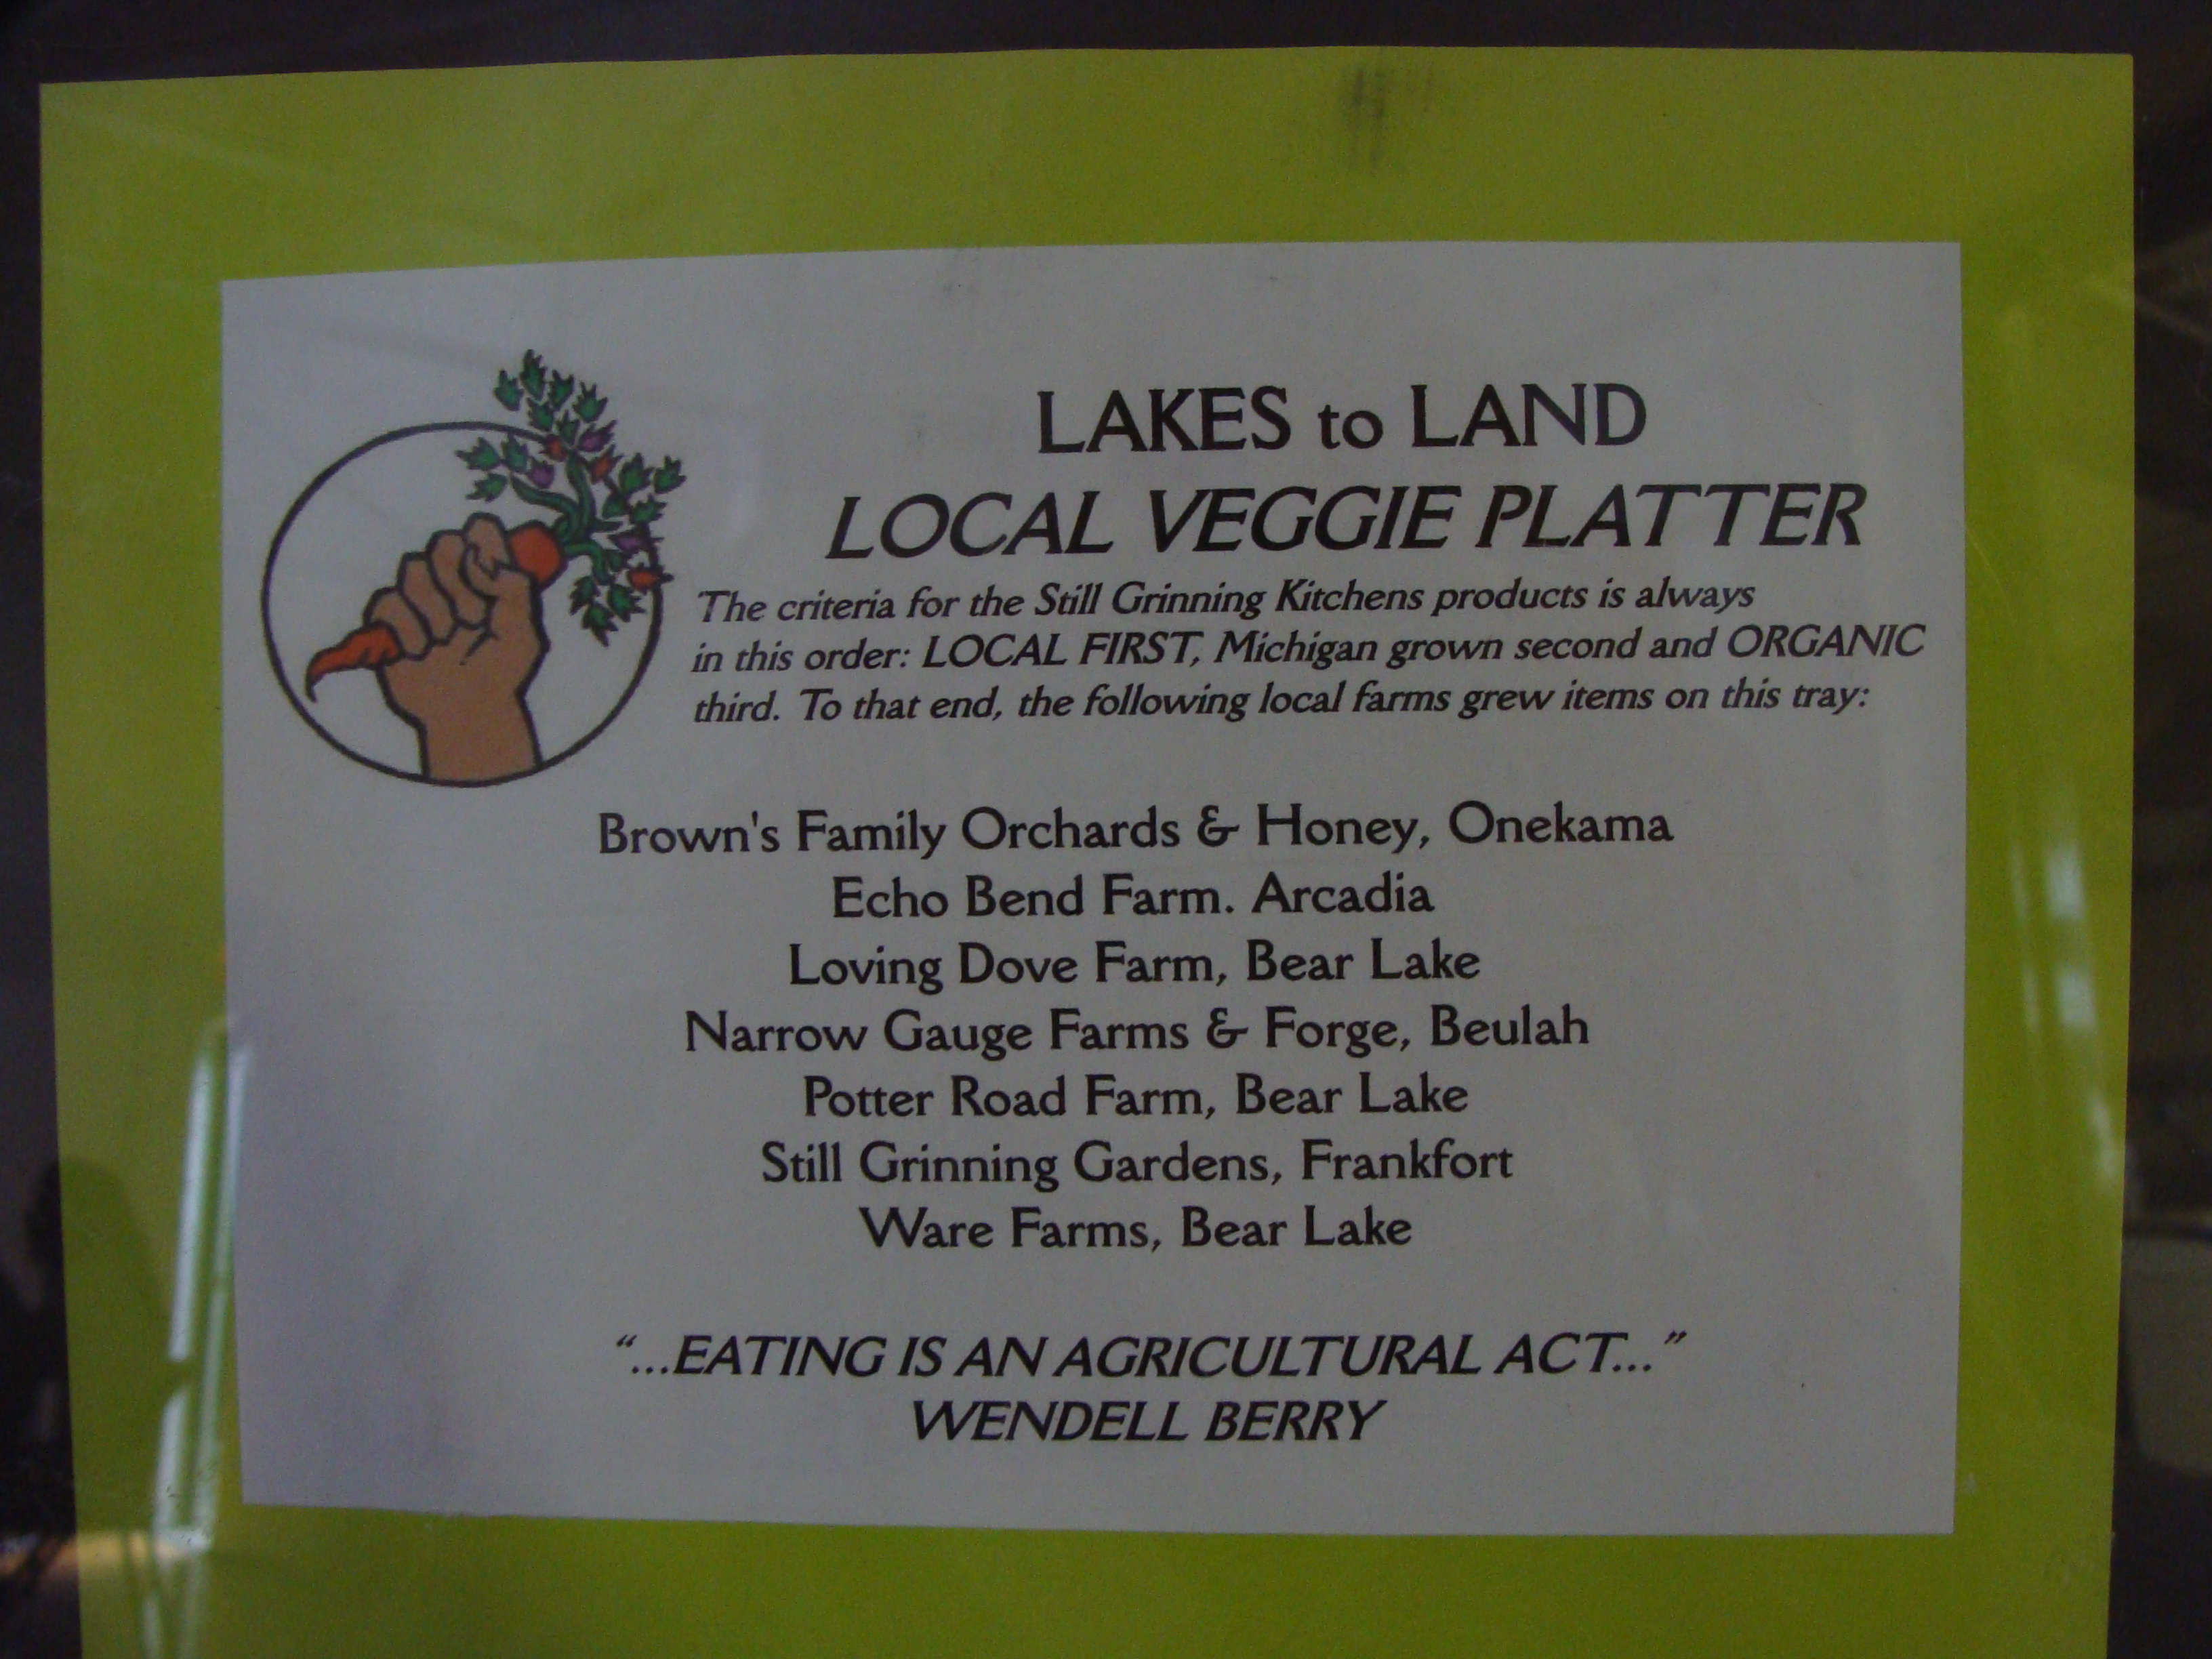 LAKES to LAND
LOCAL VEGGIE PLATTER
The criteria for the Still Grinning Kitchens products is always
in this order: LOCAL FIRST, Michigan grown second and ORGANIC
third. To that end, the following local farms grew items on this tray:
Brown's Family Orchards & Honey, Onekama
Echo Bend Farm. Arcadia
Loving Dove Farm, Bear Lake
Narrow Gauge Farms & Forge, Beulah
Potter Road Farm, Bear Lake
Still Grinning Gardens, Frankfort
Ware Farms, Bear Lake
“...EATING IS AN AGRICULTURAL ACT...”
WENDELL BERRY